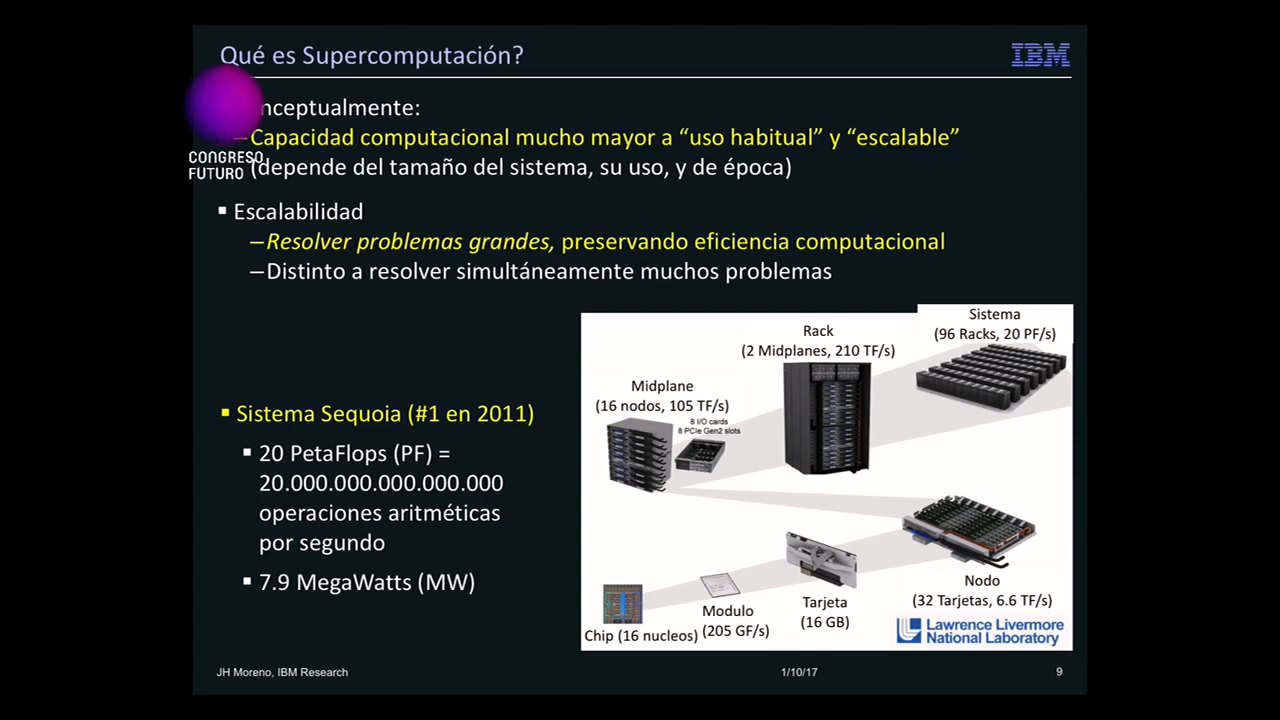 Qué es Supercomputación?
IBM
nceptualmente:
–Capacidad computacional mucho mayor a “uso habitual” y “escalable”
CONGRESO
FUTURO
(depende del tamaño del sistema, su uso, y de época)
▪ Escalabilidad
–Resolver problemas grandes, preservando eficiencia computacional
–Distinto a resolver simultáneamente muchos problemas
▪ Sistema Sequoia (#1 en 2011)
▪ 20 PetaFlops (PF) =
20.000.000.000.000.000
operaciones aritméticas
por segundo
▪ 7.9 MegaWatts (MW)
Sistema
(96 Racks, 20 PF/s)
Rack
(2 Midplanes, 210 TF/s)
Midplane
(16 nodos, 105 TF/s)
8 I/O cards
8 PCIe Gen2 slots
Chip (16 nucleos)
Modulo
(205 GF/s)
Tarjeta
(16 GB)
Nodo
(32 Tarjetas, 6.6 TF/s)
Lawrence Livermore
National Laboratory
JH Moreno, IBM Research
1/10/17
9